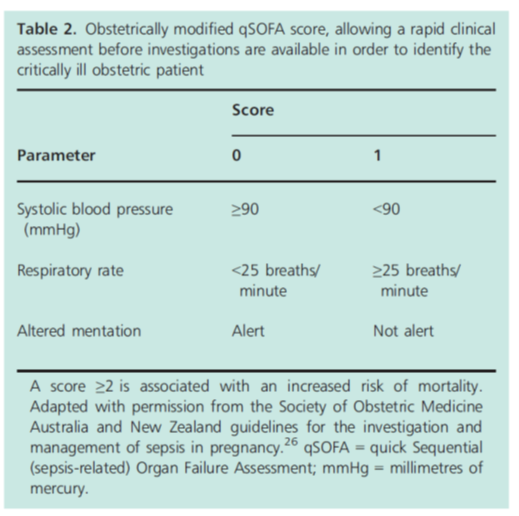 Table 2. Obstetrically modified qSOFA score, allowing a rapid clinical
assessment before investigations are available in order to identify the
critically ill obstetric patient
Score
Parameter 0 1
Systolic blood pressure ≥90 <90
(mmHg)
Respiratory rate <25 breaths/ ≥25 breaths/
minute minute
Altered mentation Alert Not alert
A score ≥2 is associated with an increased risk of mortality.
Adapted with permission from the Society of Obstetric Medicine
Australia and New Zealand guidelines for the investigation and
management of sepsis in pregnancy.26 qSOFA = quick Sequential
(sepsis-related) Organ Failure Assessment; mmHg = millimetres of
mercury.